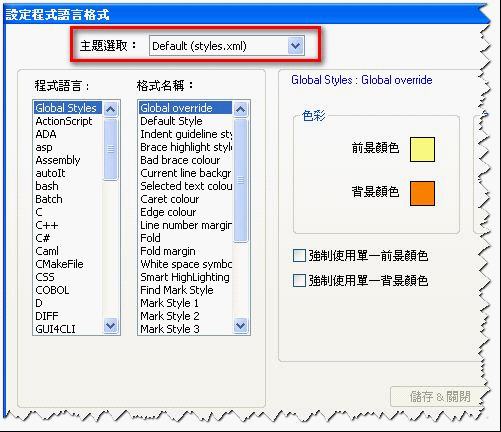 設定程式語言格式
主題選取： Default (styles.xml)
程式語言：
Global Styles
ActionScript
ADA
asp
Assembly
autoIt
bash
Batch
C
C++
C#
Caml
CMakeFile
CSS
COBOL
D
DIFF
GUI4CLI
格式名稱：
Global override
Default Style
Indent guideline sty
Brace highlight style
Bad brace colour
Current line backgr
Selected text colou
Caret colour
Edge colour
Line number margin
Fold
Fold margin
White space symbo
Smart HighLighting
Find Mark Style
Mark Style 1
Mark Style 2
Mark Style 3
Global Styles : Global override
色彩
前景顏色
背景顏色
強制使用單一前景顏色
強制使用單一背景顏色
儲存 & 關閉